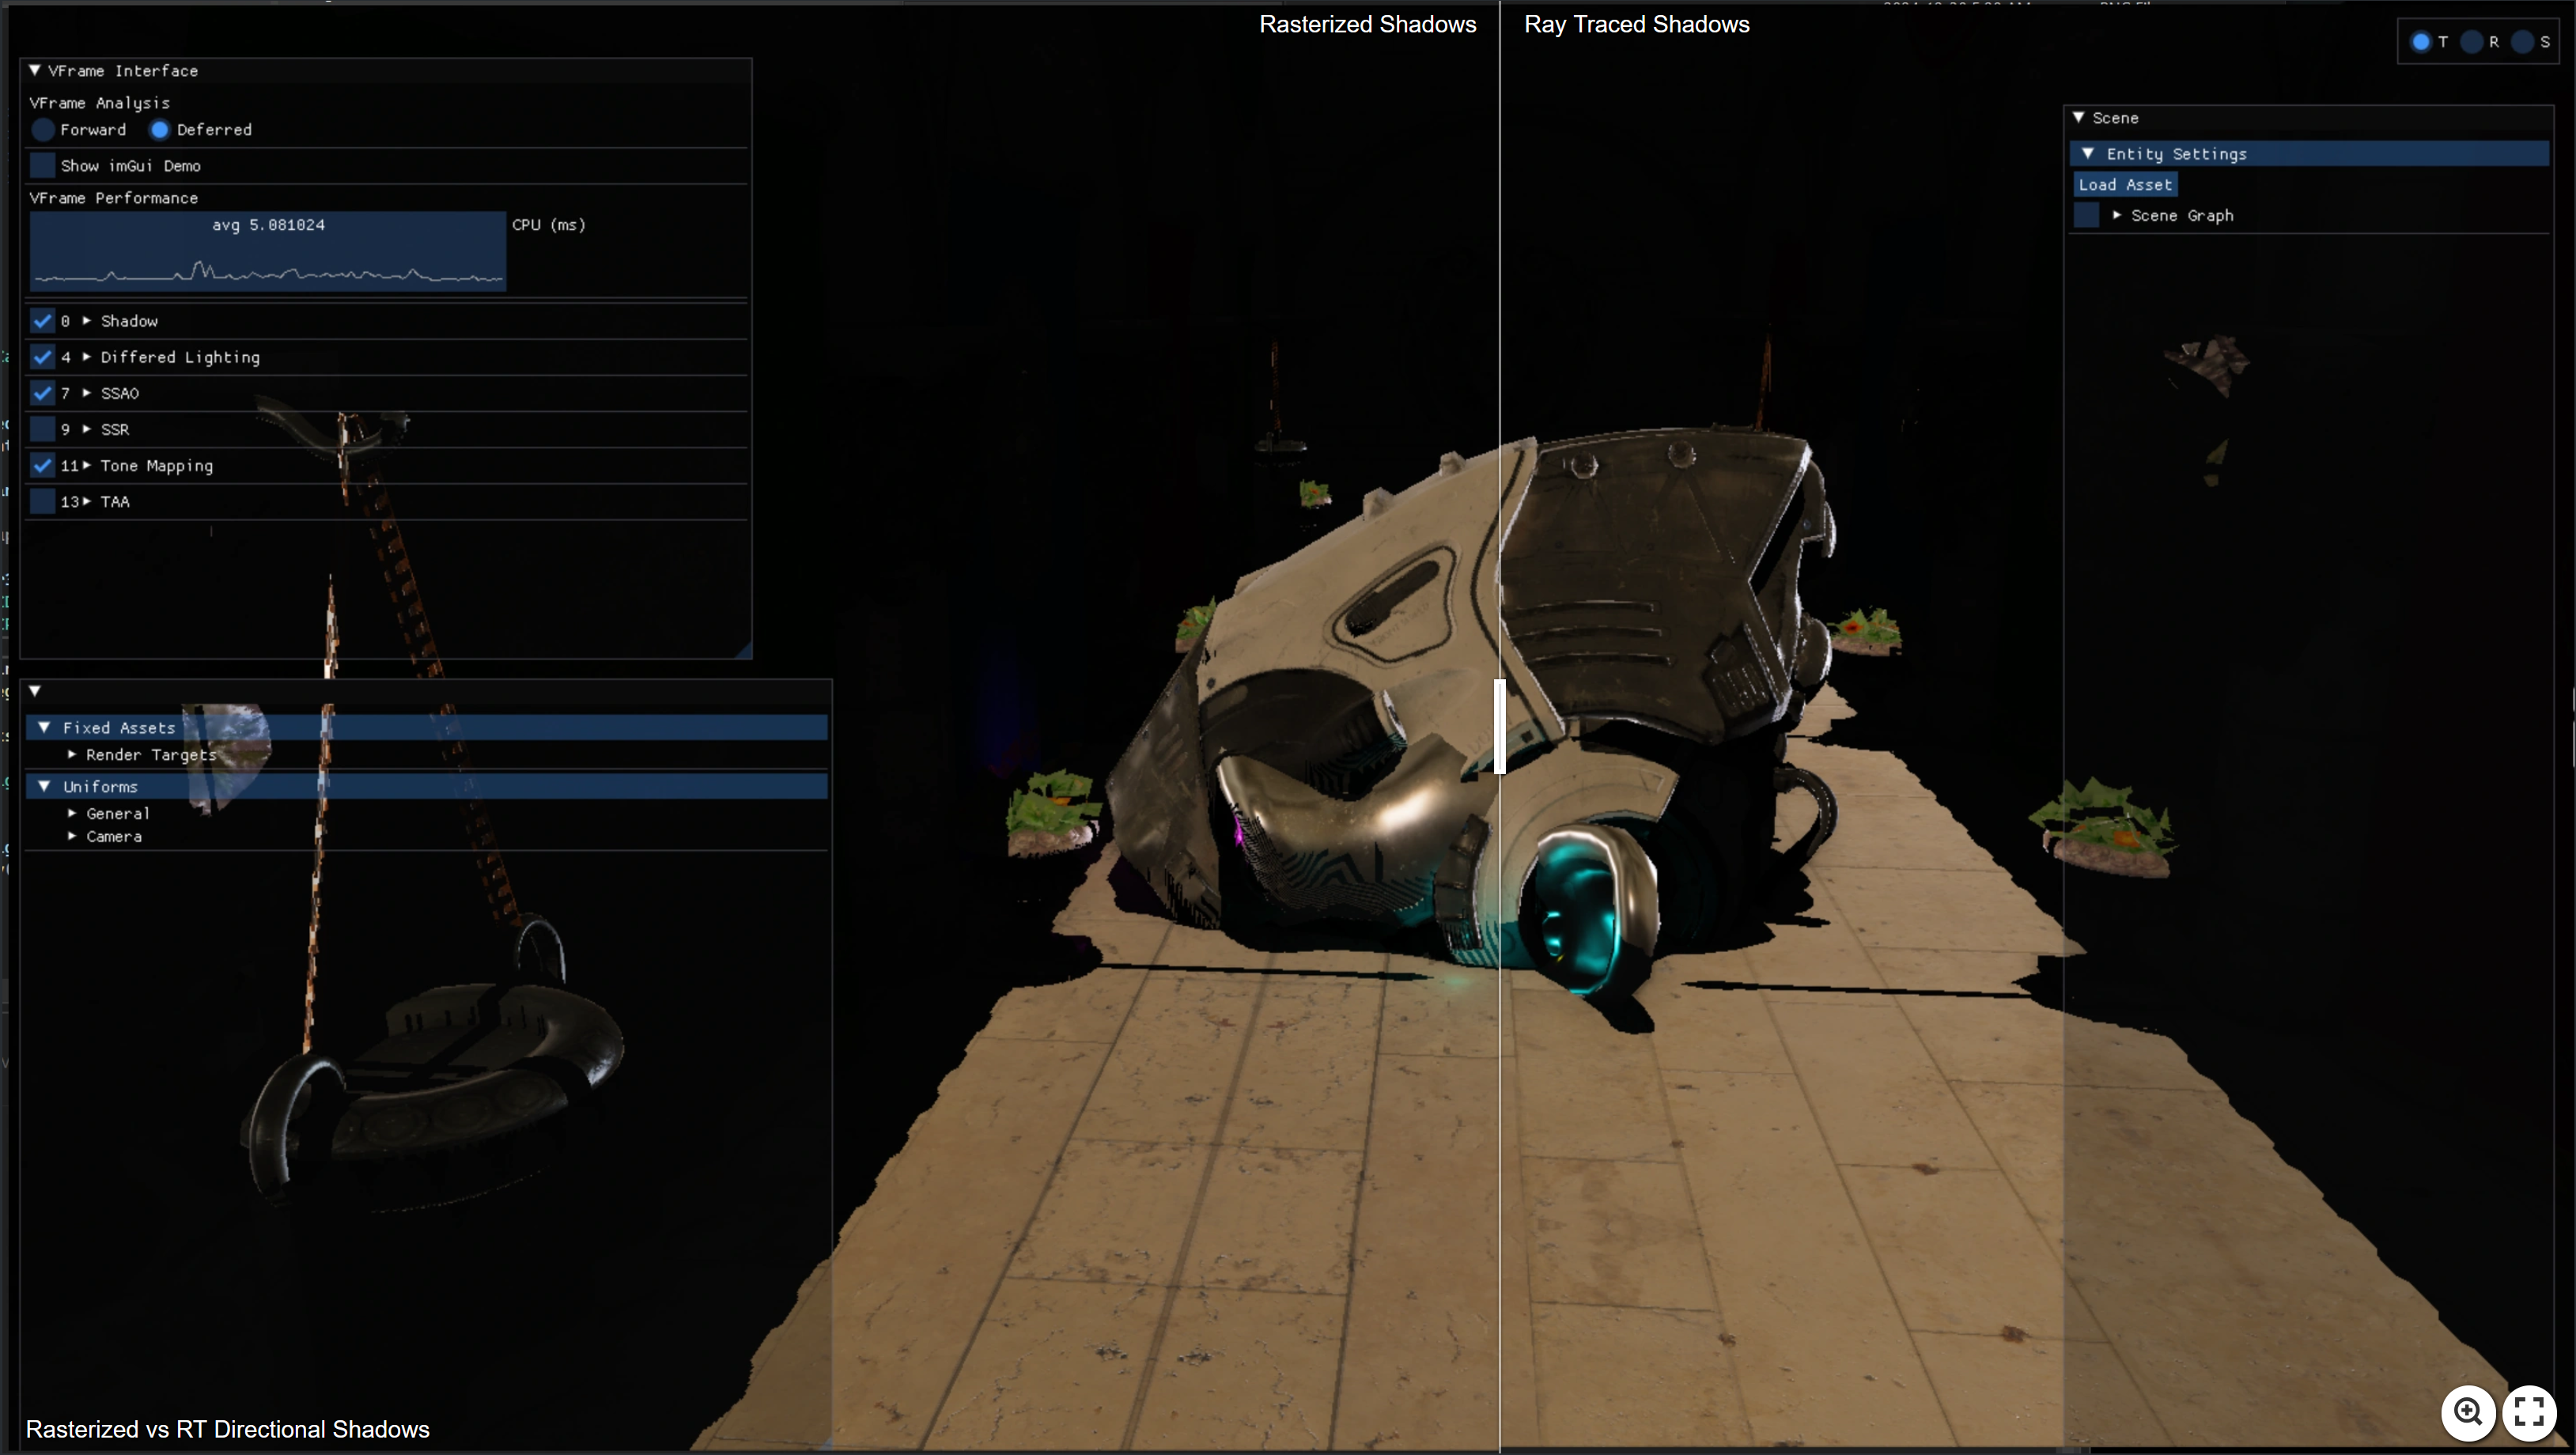 Rasterized Shadows
Ray Traced Shadows
T R S
VFrame Interface
VFrame Analysis
Forward Deferred
Show imGui Demo
VFrame Performance
avg 5.081024
CPU (ms)
0 Shadow
4 Differed Lighting
7 SSAO
9 SSR
11 Tone Mapping
13 TAA
Scene
Entity Settings
Load Asset
Scene Graph
Fixed Assets
Render Targets
Uniforms
General
Camera
Rasterized vs RT Directional Shadows